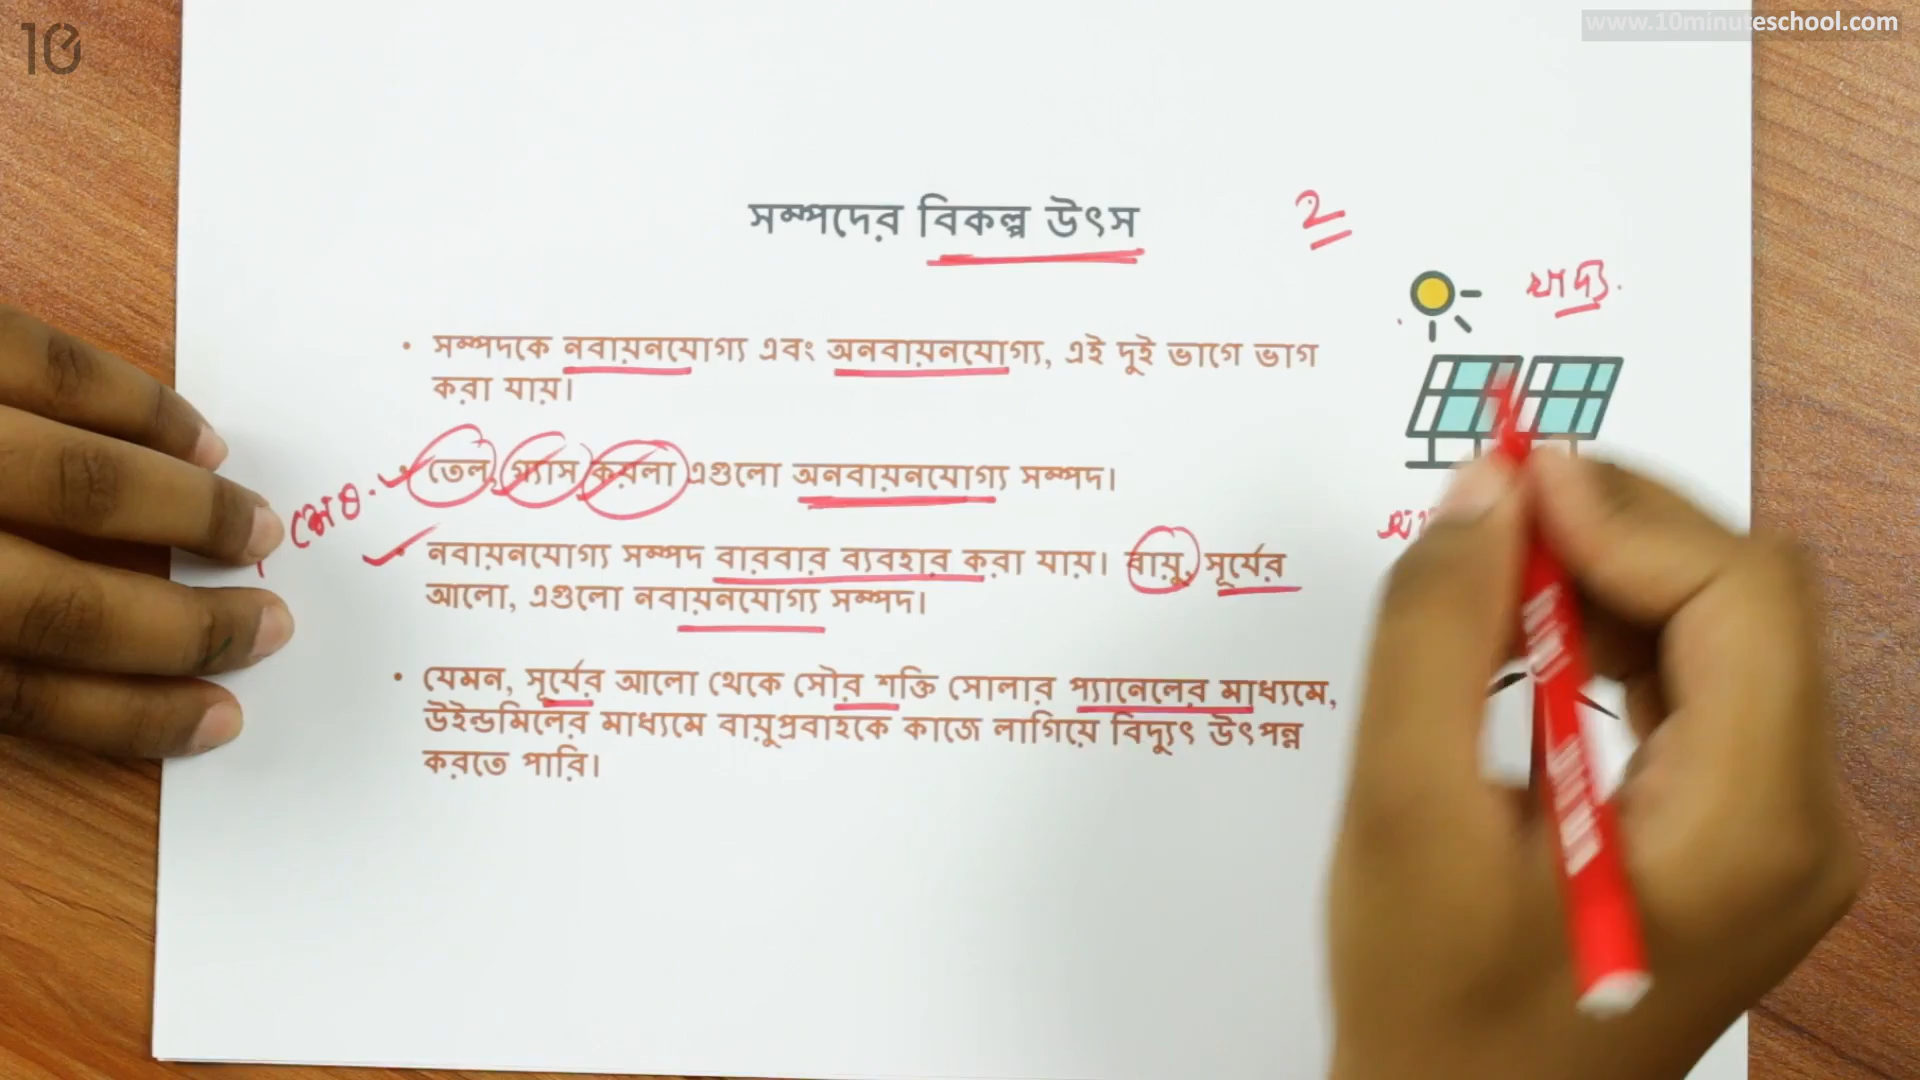 10
www.10minuteschool.com
সম্পদের বিকল্প উৎস
2
খাদ্য
• সম্পদকে নবায়নযোগ্য এবং অনবায়নযোগ্য, এই দুই ভাগে ভাগ
করা যায়।
তেল, গ্যাস কয়লা এগুলো অনবায়নযোগ্য সম্পদ।
শেষ
নবায়নযোগ্য সম্পদ বারবার ব্যবহার করা যায়। বায়ু, সূর্যের
আলো, এগুলো নবায়নযোগ্য সম্পদ।
• যেমন, সূর্যের আলো থেকে সৌর শক্তি সোলার প্যানেলের মাধ্যমে,
উইন্ডমিলের মাধ্যমে বায়ুপ্রবাহকে কাজে লাগিয়ে বিদ্যুৎ উৎপন্ন
করতে পারি।